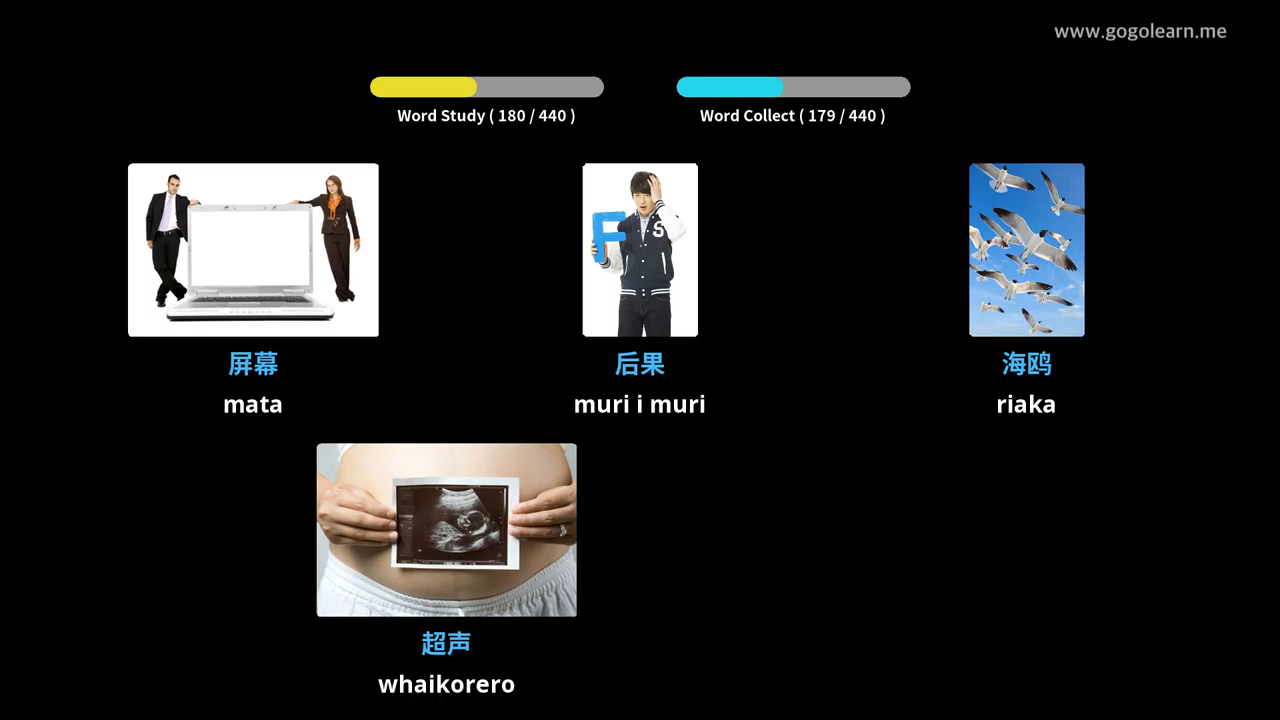 www.gogolearn.me
Word Study ( 180 / 440 )
Word Collect ( 179 / 440 )
F
S
屏幕
mata
后果
muri i muri
海鸥
riaka
超声
whaikorero